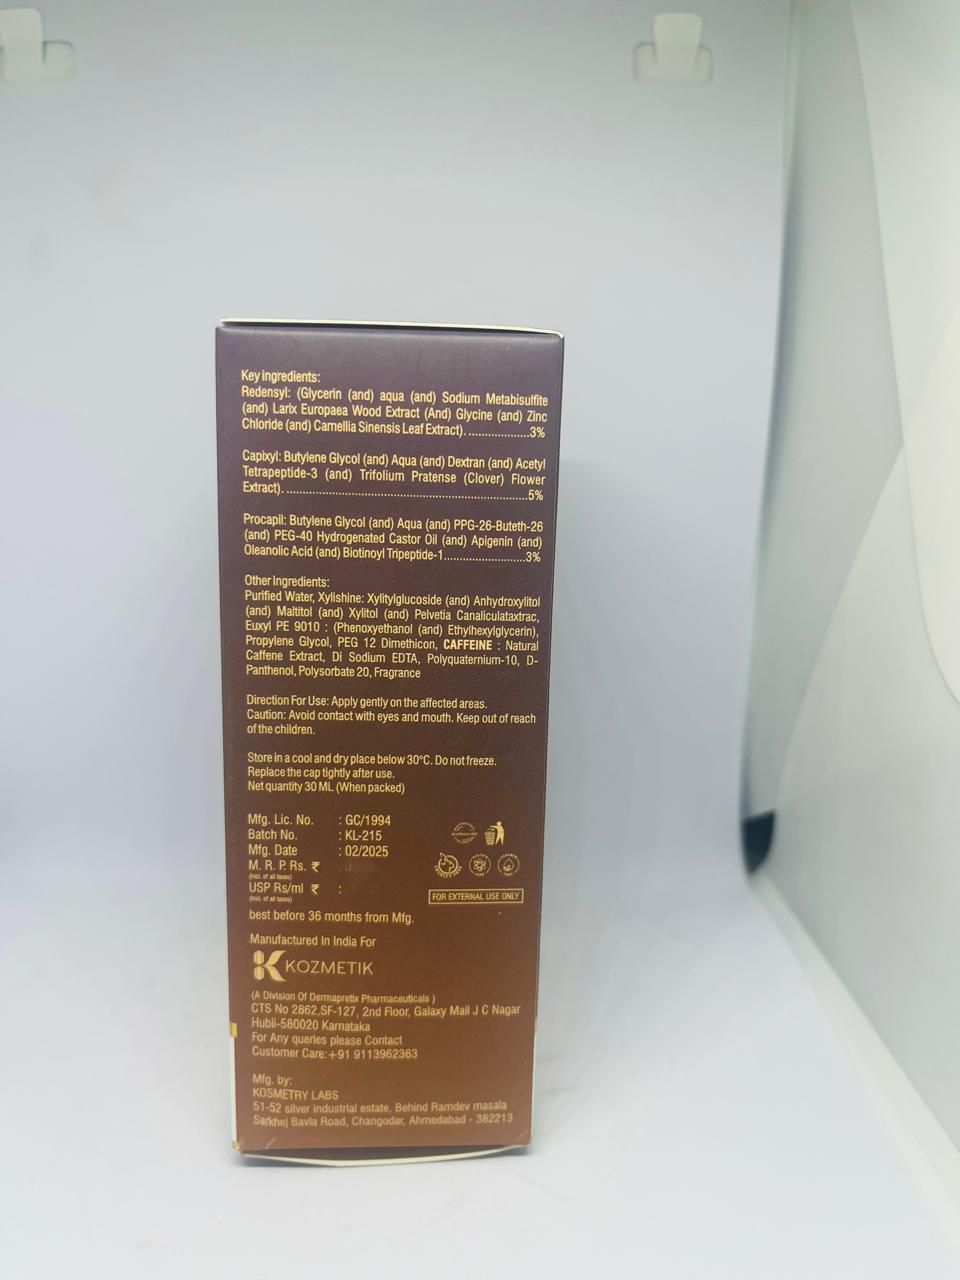 Key ingredients:
Redensyl: (Glycerin (and) aqua (and) Sodium Metabisulfite
(and) Larix Europaea Wood Extract (And) Glycine (and) Zinc
Chloride (and) Camellia Sinensis Leaf Extract). ..................3%
Capixyl: Butylene Glycol (and) Aqua (and) Dextran (and) Acetyl
Tetrapeptide-3 (and) Trifolium Pratense (Clover) Flower
Extract). ........................................................................5%
Procapil: Butylene Glycol (and) Aqua (and) PPG-26-Buteth-26
(and) PEG-40 Hydrogenated Castor Oil (and) Apigenin (and)
Oleanolic Acid (and) Biotinoyl Tripeptide-1........................3%
Other Ingredients:
Purified Water, Xylishine: Xylitylglucoside (and) Anhydroxylitol
(and) Maltitol (and) Xylitol (and) Pelvetia Canaliculataxtrac,
Euxyl PE 9010 : (Phenoxyethanol (and) Ethylhexylglycerin),
Propylene Glycol, PEG 12 Dimethicon, CAFFEINE : Natural
Caffene Extract, Di Sodium EDTA, Polyquaternium-10, D-
Panthenol, Polysorbate 20, Fragrance
Direction For Use: Apply gently on the affected areas.
Caution: Avoid contact with eyes and mouth. Keep out of reach
of the children.
Store in a cool and dry place below 30°C. Do not freeze.
Replace the cap tightly after use.
Net quantity 30 ML (When packed)
Mfg. Lic. No. : GC/1994
Batch No. : KL-215
Mfg. Date : 02/2025
M. R. P. Rs. ₹ :
(Incl. of all taxes)
USP Rs/ml ₹ :
(Incl. of all taxes)
FOR EXTERNAL USE ONLY
best before 36 months from Mfg.
Manufactured In India For
KOZMETIK
(A Division Of Dermapretix Pharmaceuticals )
CTS No 2862,SF-127, 2nd Floor, Galaxy Mall J C Nagar
Hubli-580020 Karnataka
For Any queries please Contact
Customer Care: +91 9113962363
Mfg. by:
KOSMETRY LABS
51-52 silver industrial estate, Behind Ramdev masala
Sarkhej Bavla Road, Changodar, Ahmedabad - 382213